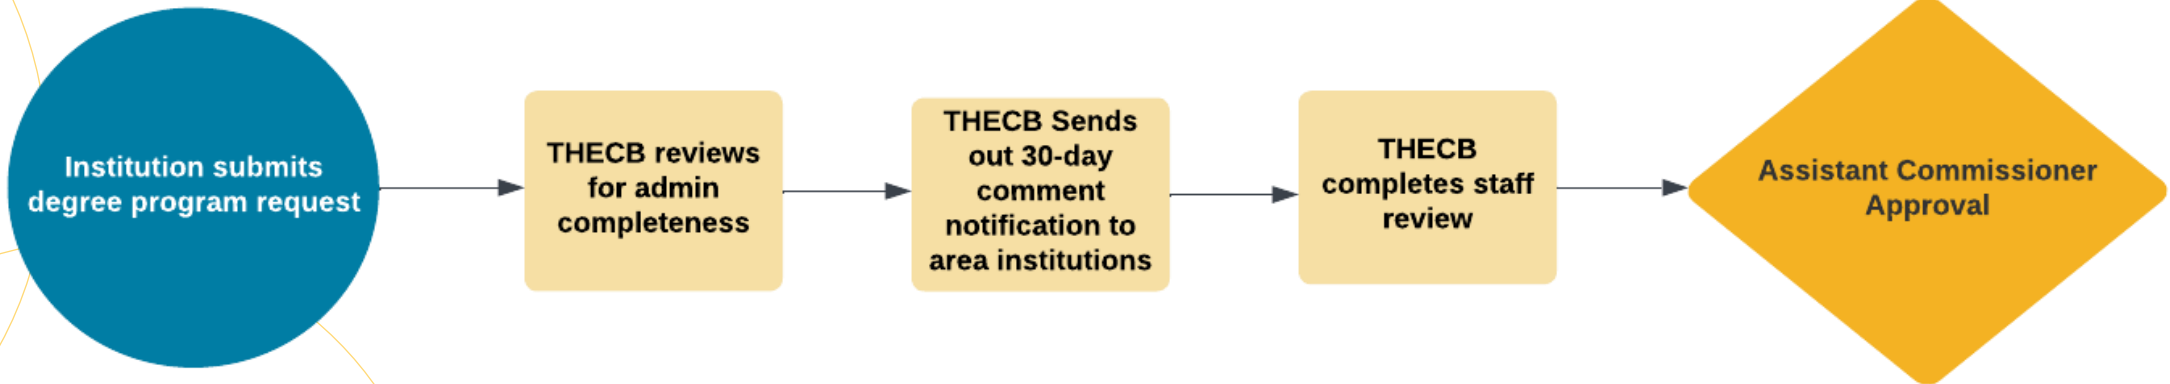 Institution submits
degree program request
THECB reviews
for admin
completeness
THECB Sends
out 30-day
comment
notification to
area institutions
THECB
completes staff
review
Assistant Commissioner
Approval